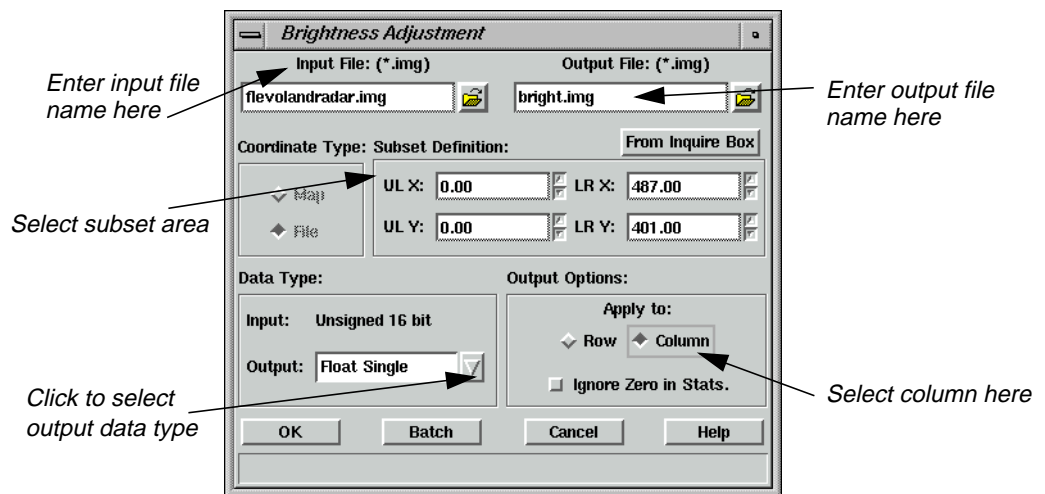 Brightness Adjustment
Input File: (*.img)
Output File: (*.img)
Enter input file
name here
flevolandradar.img
bright.img
Enter output file
name here
From Inquire Box
Coordinate Type:
Subset Definition:
Map
File
UL X:
0.00
LR X:
487.00
UL Y:
0.00
LR Y:
401.00
Select subset area
Data Type:
Output Options:
Input:
Unsigned 16 bit
Output:
Float Single
Apply to:
Row
Column
Ignore Zero in Stats.
Click to select
output data type
Select column here
OK
Batch
Cancel
Help